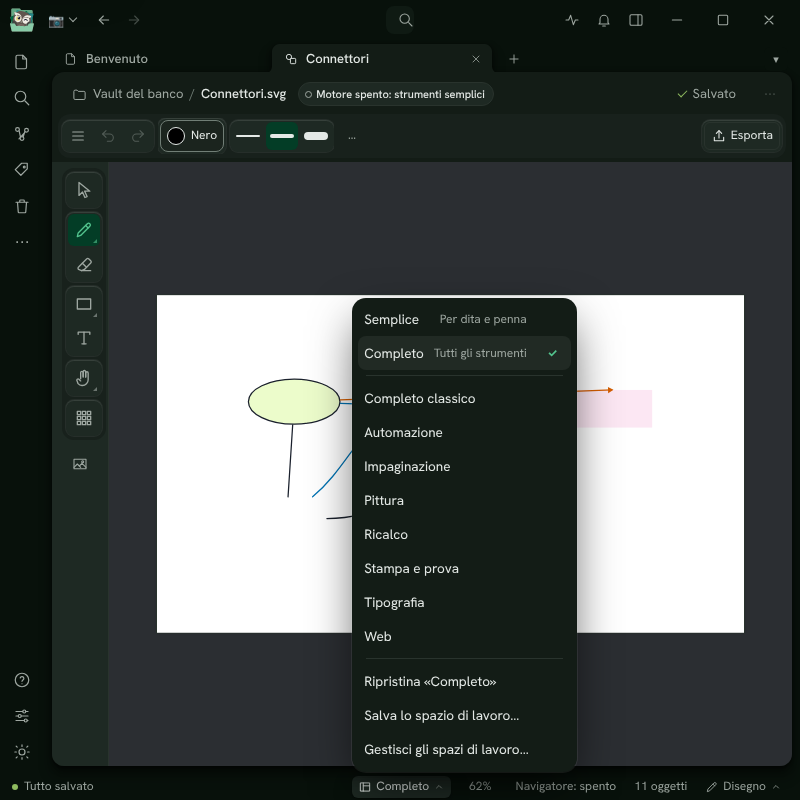 Benvenuto
Connettori
Vault del banco / Connettori.svg
Motore spento: strumenti semplici
Salvato
Nero
...
Esporta
Semplice Per dita e penna
Completo Tutti gli strumenti
Completo classico
Automazione
Impaginazione
Pittura
Ricalco
Stampa e prova
Tipografia
Web
Ripristina «Completo»
Salva lo spazio di lavoro...
Gestisci gli spazi di lavoro...
Tutto salvato
Completo
62%
Navigatore: spento
11 oggetti
Disegno